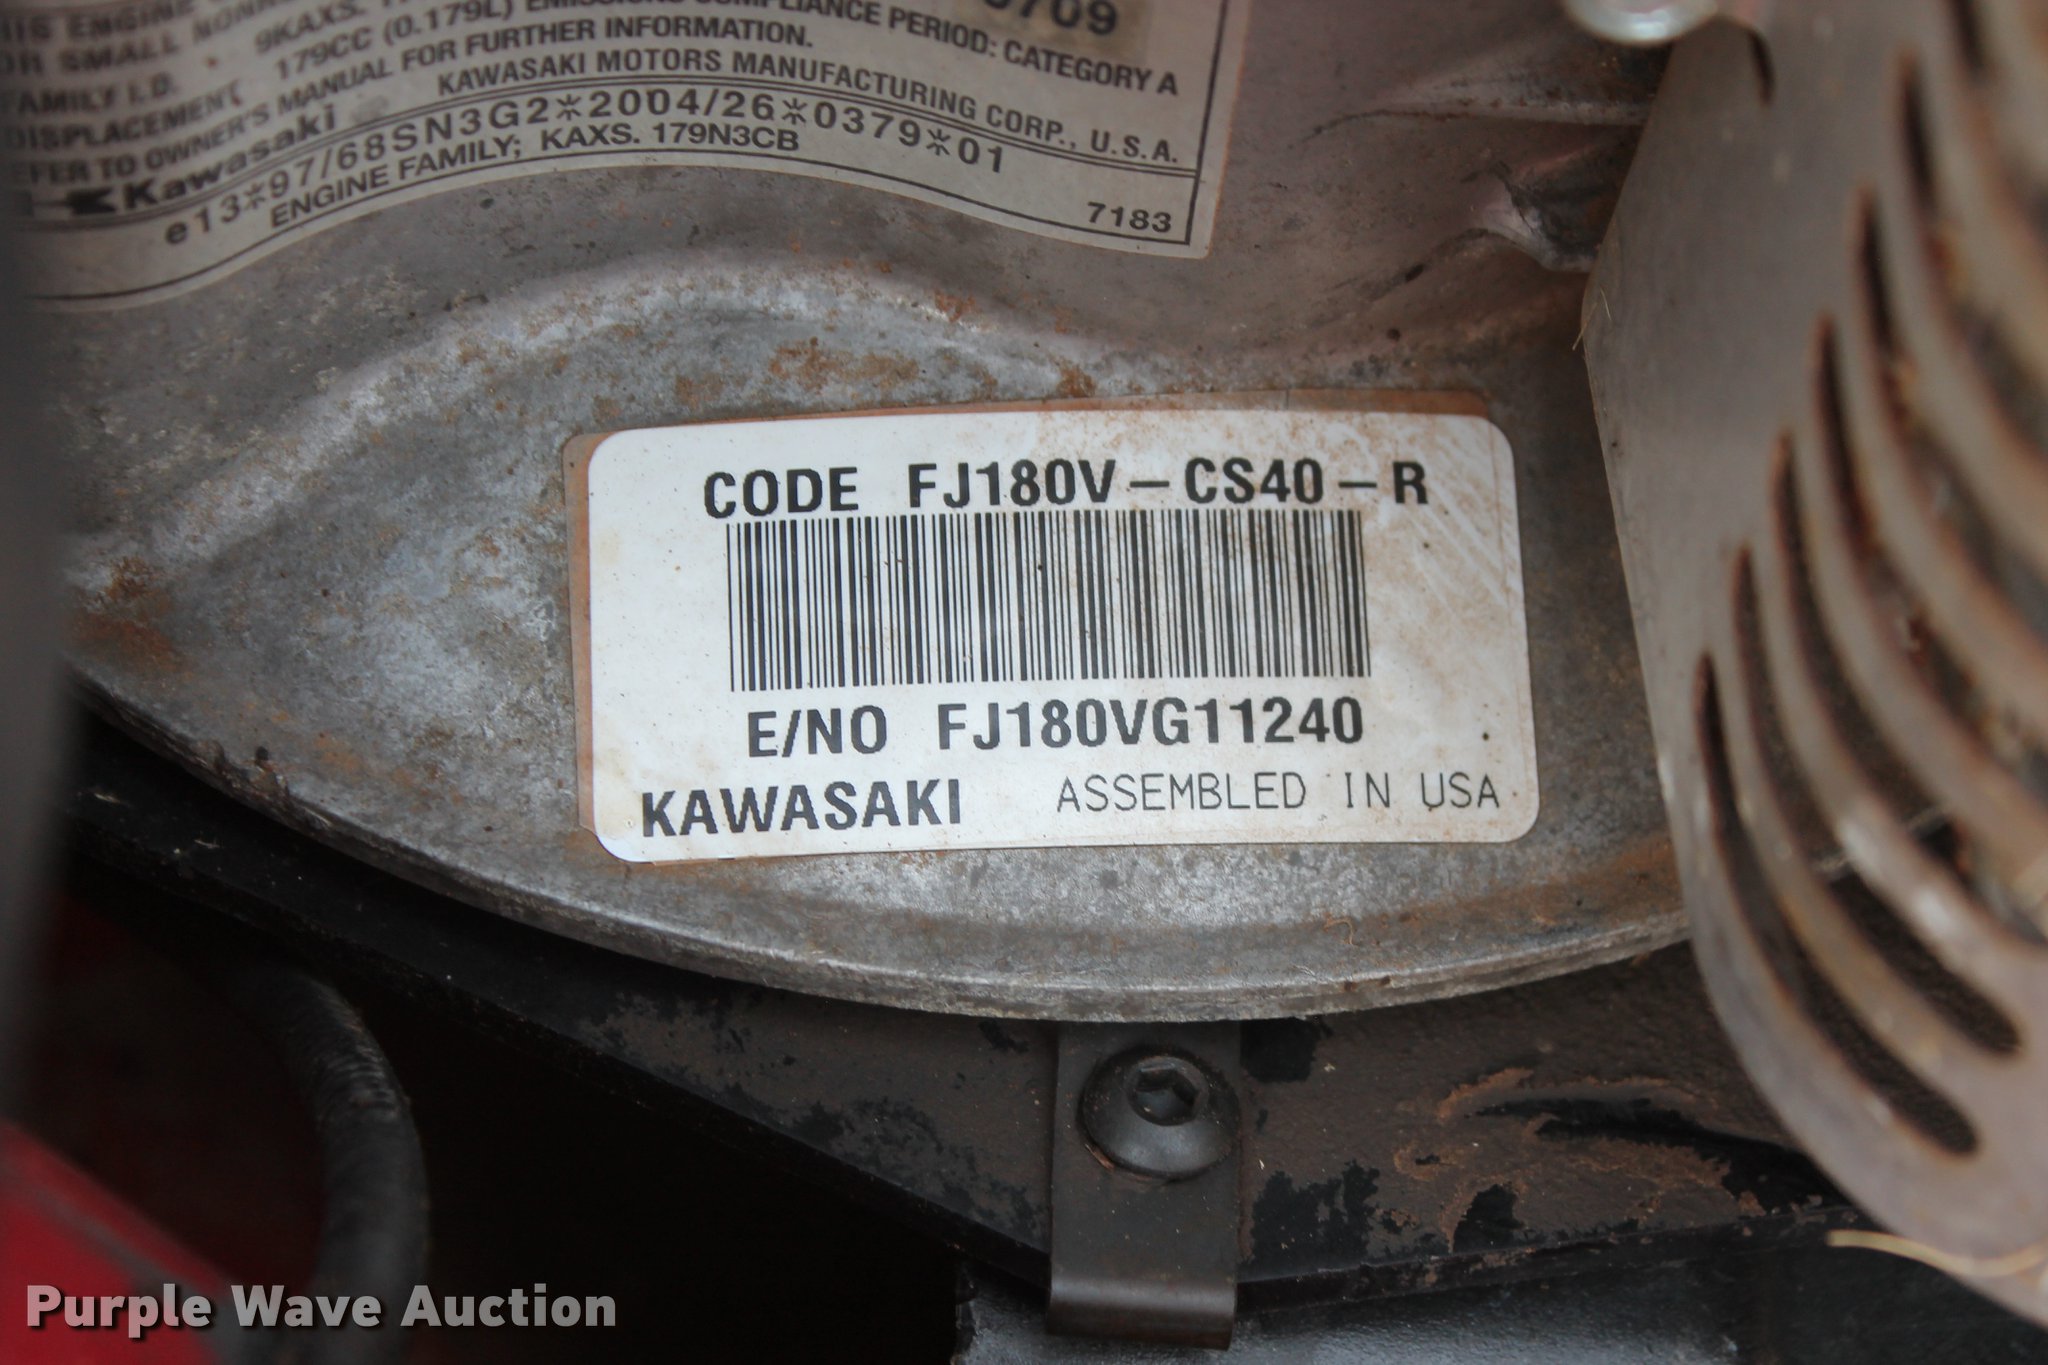 HIS ENGINE
OR SMALL
FAMILY I.D. 9KAXS. 0709
DISPLACEMENT 179CC (0.179L) EMISSIONS COMPLIANCE PERIOD: CATEGORY A
REFER TO OWNER'S MANUAL FOR FURTHER INFORMATION.
Kawasaki KAWASAKI MOTORS MANUFACTURING CORP., U.S.A.
e13*97/68SN3G2*2004/26*0379*01
ENGINE FAMILY; KAXS. 179N3CB
7183
CODE FJ180V-CS40-R
E/NO FJ180VG11240
KAWASAKI ASSEMBLED IN USA
Purple Wave Auction